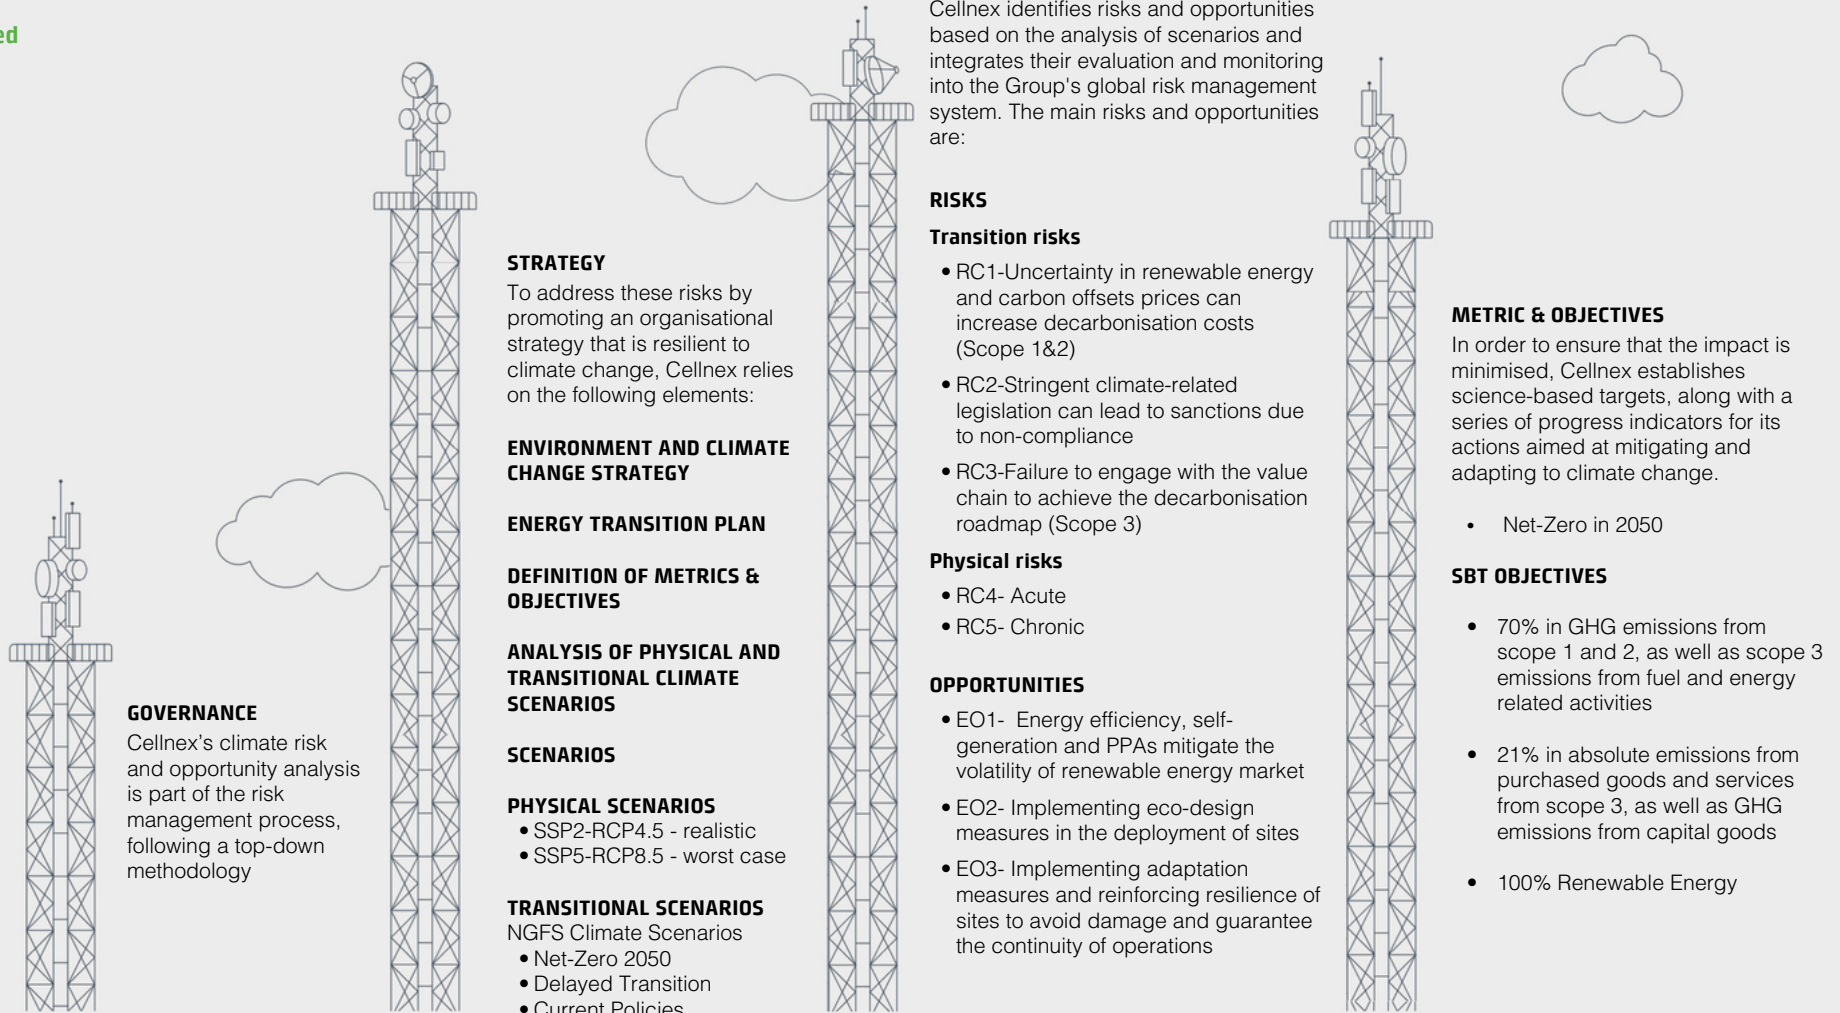 ed
GOVERNANCE
Cellnex’s climate risk
and opportunity analysis
is part of the risk
management process,
following a top-down
methodology
STRATEGY
To address these risks by
promoting an organisational
strategy that is resilient to
climate change, Cellnex relies
on the following elements:
ENVIRONMENT AND CLIMATE
CHANGE STRATEGY
ENERGY TRANSITION PLAN
DEFINITION OF METRICS &
OBJECTIVES
ANALYSIS OF PHYSICAL AND
TRANSITIONAL CLIMATE
SCENARIOS
SCENARIOS
PHYSICAL SCENARIOS
• SSP2-RCP4.5 - realistic
• SSP5-RCP8.5 - worst case
TRANSITIONAL SCENARIOS
NGFS Climate Scenarios
• Net-Zero 2050
• Delayed Transition
• Current Policies
Cellnex identifies risks and opportunities
based on the analysis of scenarios and
integrates their evaluation and monitoring
into the Group's global risk management
system. The main risks and opportunities
are:
RISKS
Transition risks
• RC1-Uncertainty in renewable energy
and carbon offsets prices can
increase decarbonisation costs
(Scope 1&2)
• RC2-Stringent climate-related
legislation can lead to sanctions due
to non-compliance
• RC3-Failure to engage with the value
chain to achieve the decarbonisation
roadmap (Scope 3)
Physical risks
• RC4- Acute
• RC5- Chronic
OPPORTUNITIES
• EO1- Energy efficiency, self-
generation and PPAs mitigate the
volatility of renewable energy market
• EO2- Implementing eco-design
measures in the deployment of sites
• EO3- Implementing adaptation
measures and reinforcing resilience of
sites to avoid damage and guarantee
the continuity of operations
METRIC & OBJECTIVES
In order to ensure that the impact is
minimised, Cellnex establishes
science-based targets, along with a
series of progress indicators for its
actions aimed at mitigating and
adapting to climate change.
• Net-Zero in 2050
SBT OBJECTIVES
• 70% in GHG emissions from
scope 1 and 2, as well as scope 3
emissions from fuel and energy
related activities
• 21% in absolute emissions from
purchased goods and services
from scope 3, as well as GHG
emissions from capital goods
• 100% Renewable Energy